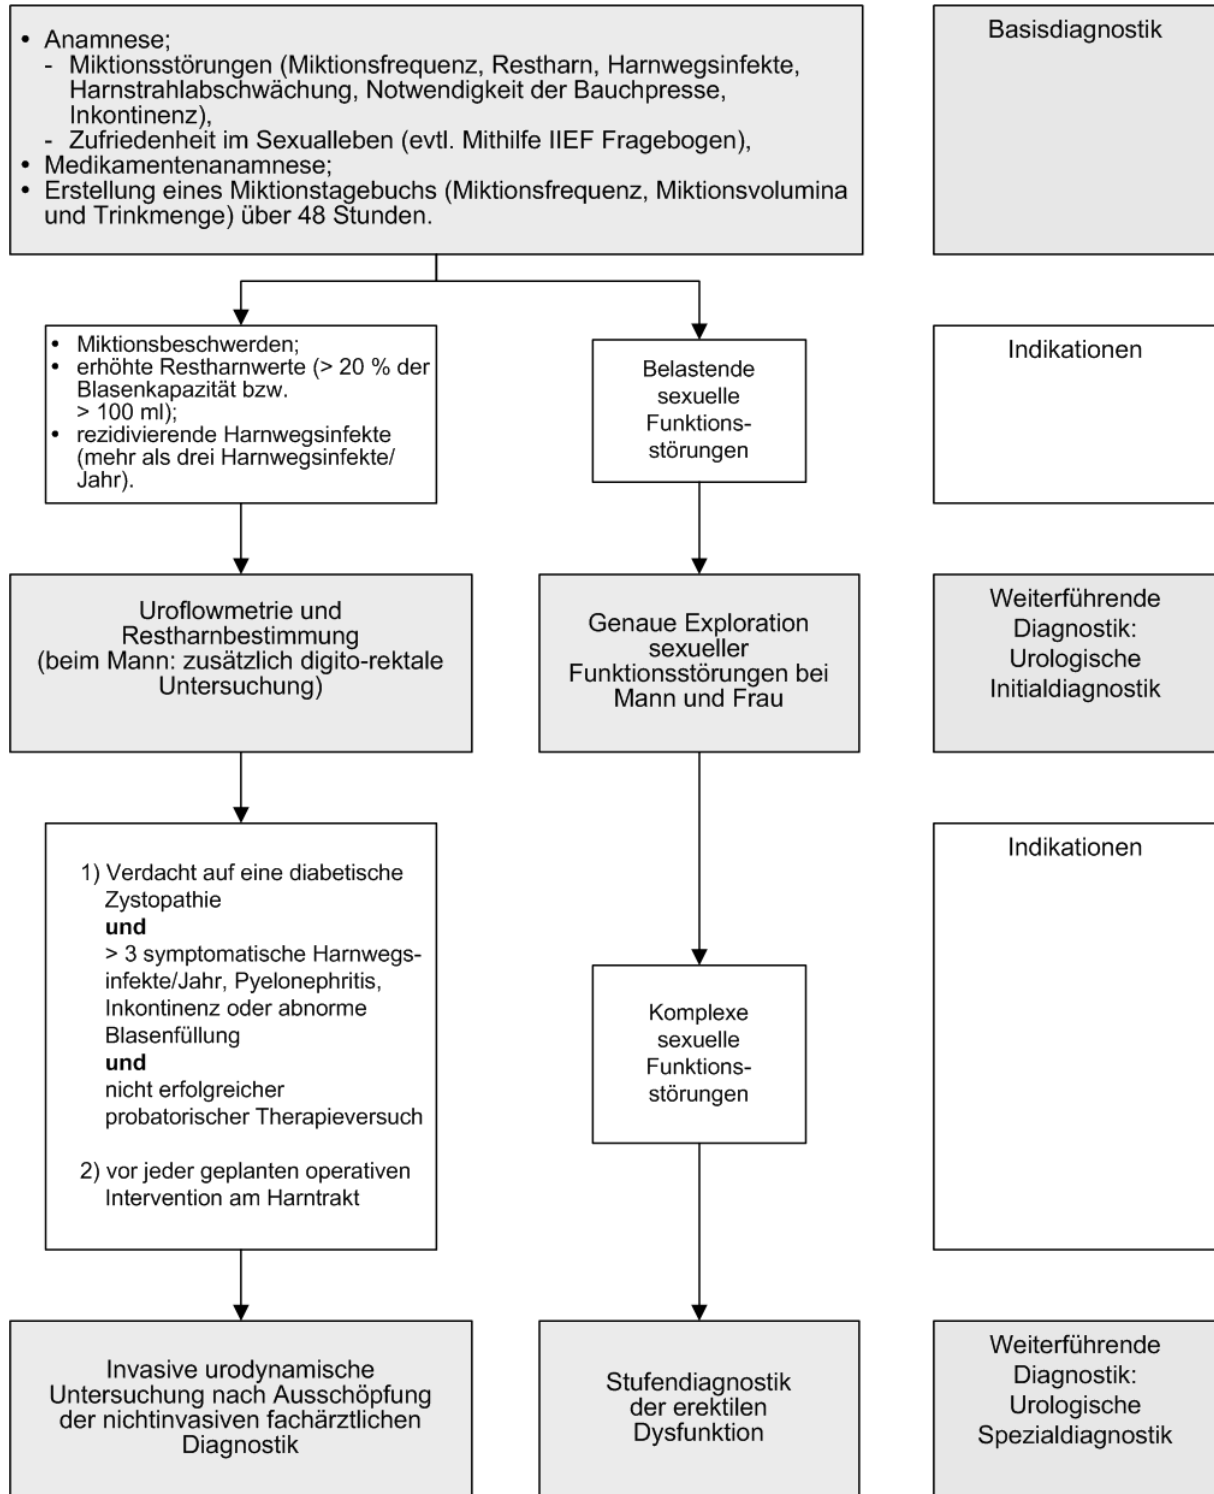 • Anamnese;
- Miktionsstörungen (Miktionsfrequenz, Restharn, Harnwegsinfekte,
Harnstrahlabschwächung, Notwendigkeit der Bauchpresse,
Inkontinenz),
- Zufriedenheit im Sexualleben (evtl. Mithilfe IIEF Fragebogen),
• Medikamentenanamnese;
• Erstellung eines Miktionstagebuchs (Miktionsfrequenz, Miktionsvolumina
und Trinkmenge) über 48 Stunden.
Basisdiagnostik
• Miktionsbeschwerden;
• erhöhte Restharnwerte (> 20 % der
Blasenkapazität bzw.
> 100 ml);
• rezidivierende Harnwegsinfekte
(mehr als drei Harnwegsinfekte/
Jahr).
Belastende
sexuelle
Funktions-
störungen
Indikationen
Uroflowmetrie und
Restharnbestimmung
(beim Mann: zusätzlich digito-rektale
Untersuchung)
Genaue Exploration
sexueller
Funktionsstörungen bei
Mann und Frau
Weiterführende
Diagnostik:
Urologische
Initialdiagnostik
1) Verdacht auf eine diabetische
Zystopathie
und
> 3 symptomatische Harnwegs-
infekte/Jahr, Pyelonephritis,
Inkontinenz oder abnorme
Blasenfüllung
und
nicht erfolgreicher
probatorischer Therapieversuch
2) vor jeder geplanten operativen
Intervention am Harntrakt
Komplexe
sexuelle
Funktions-
störungen
Indikationen
Invasive urodynamische
Untersuchung nach Ausschöpfung
der nichtinvasiven fachärztlichen
Diagnostik
Stufendiagnostik
der erektilen
Dysfunktion
Weiterführende
Diagnostik:
Urologische
Spezialdiagnostik